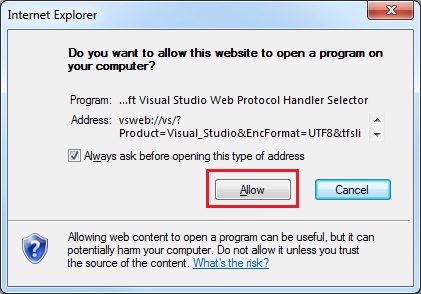 Internet Explorer
Do you want to allow this website to open a program on
your computer?
Program: ...ft Visual Studio Web Protocol Handler Selector
Address: vsweb://vs/?
Product=Visual_Studio&EncFormat=UTF8&tfsli
Always ask before opening this type of address
Allow Cancel
Allowing web content to open a program can be useful, but it can
potentially harm your computer. Do not allow it unless you trust
the source of the content. What's the risk?